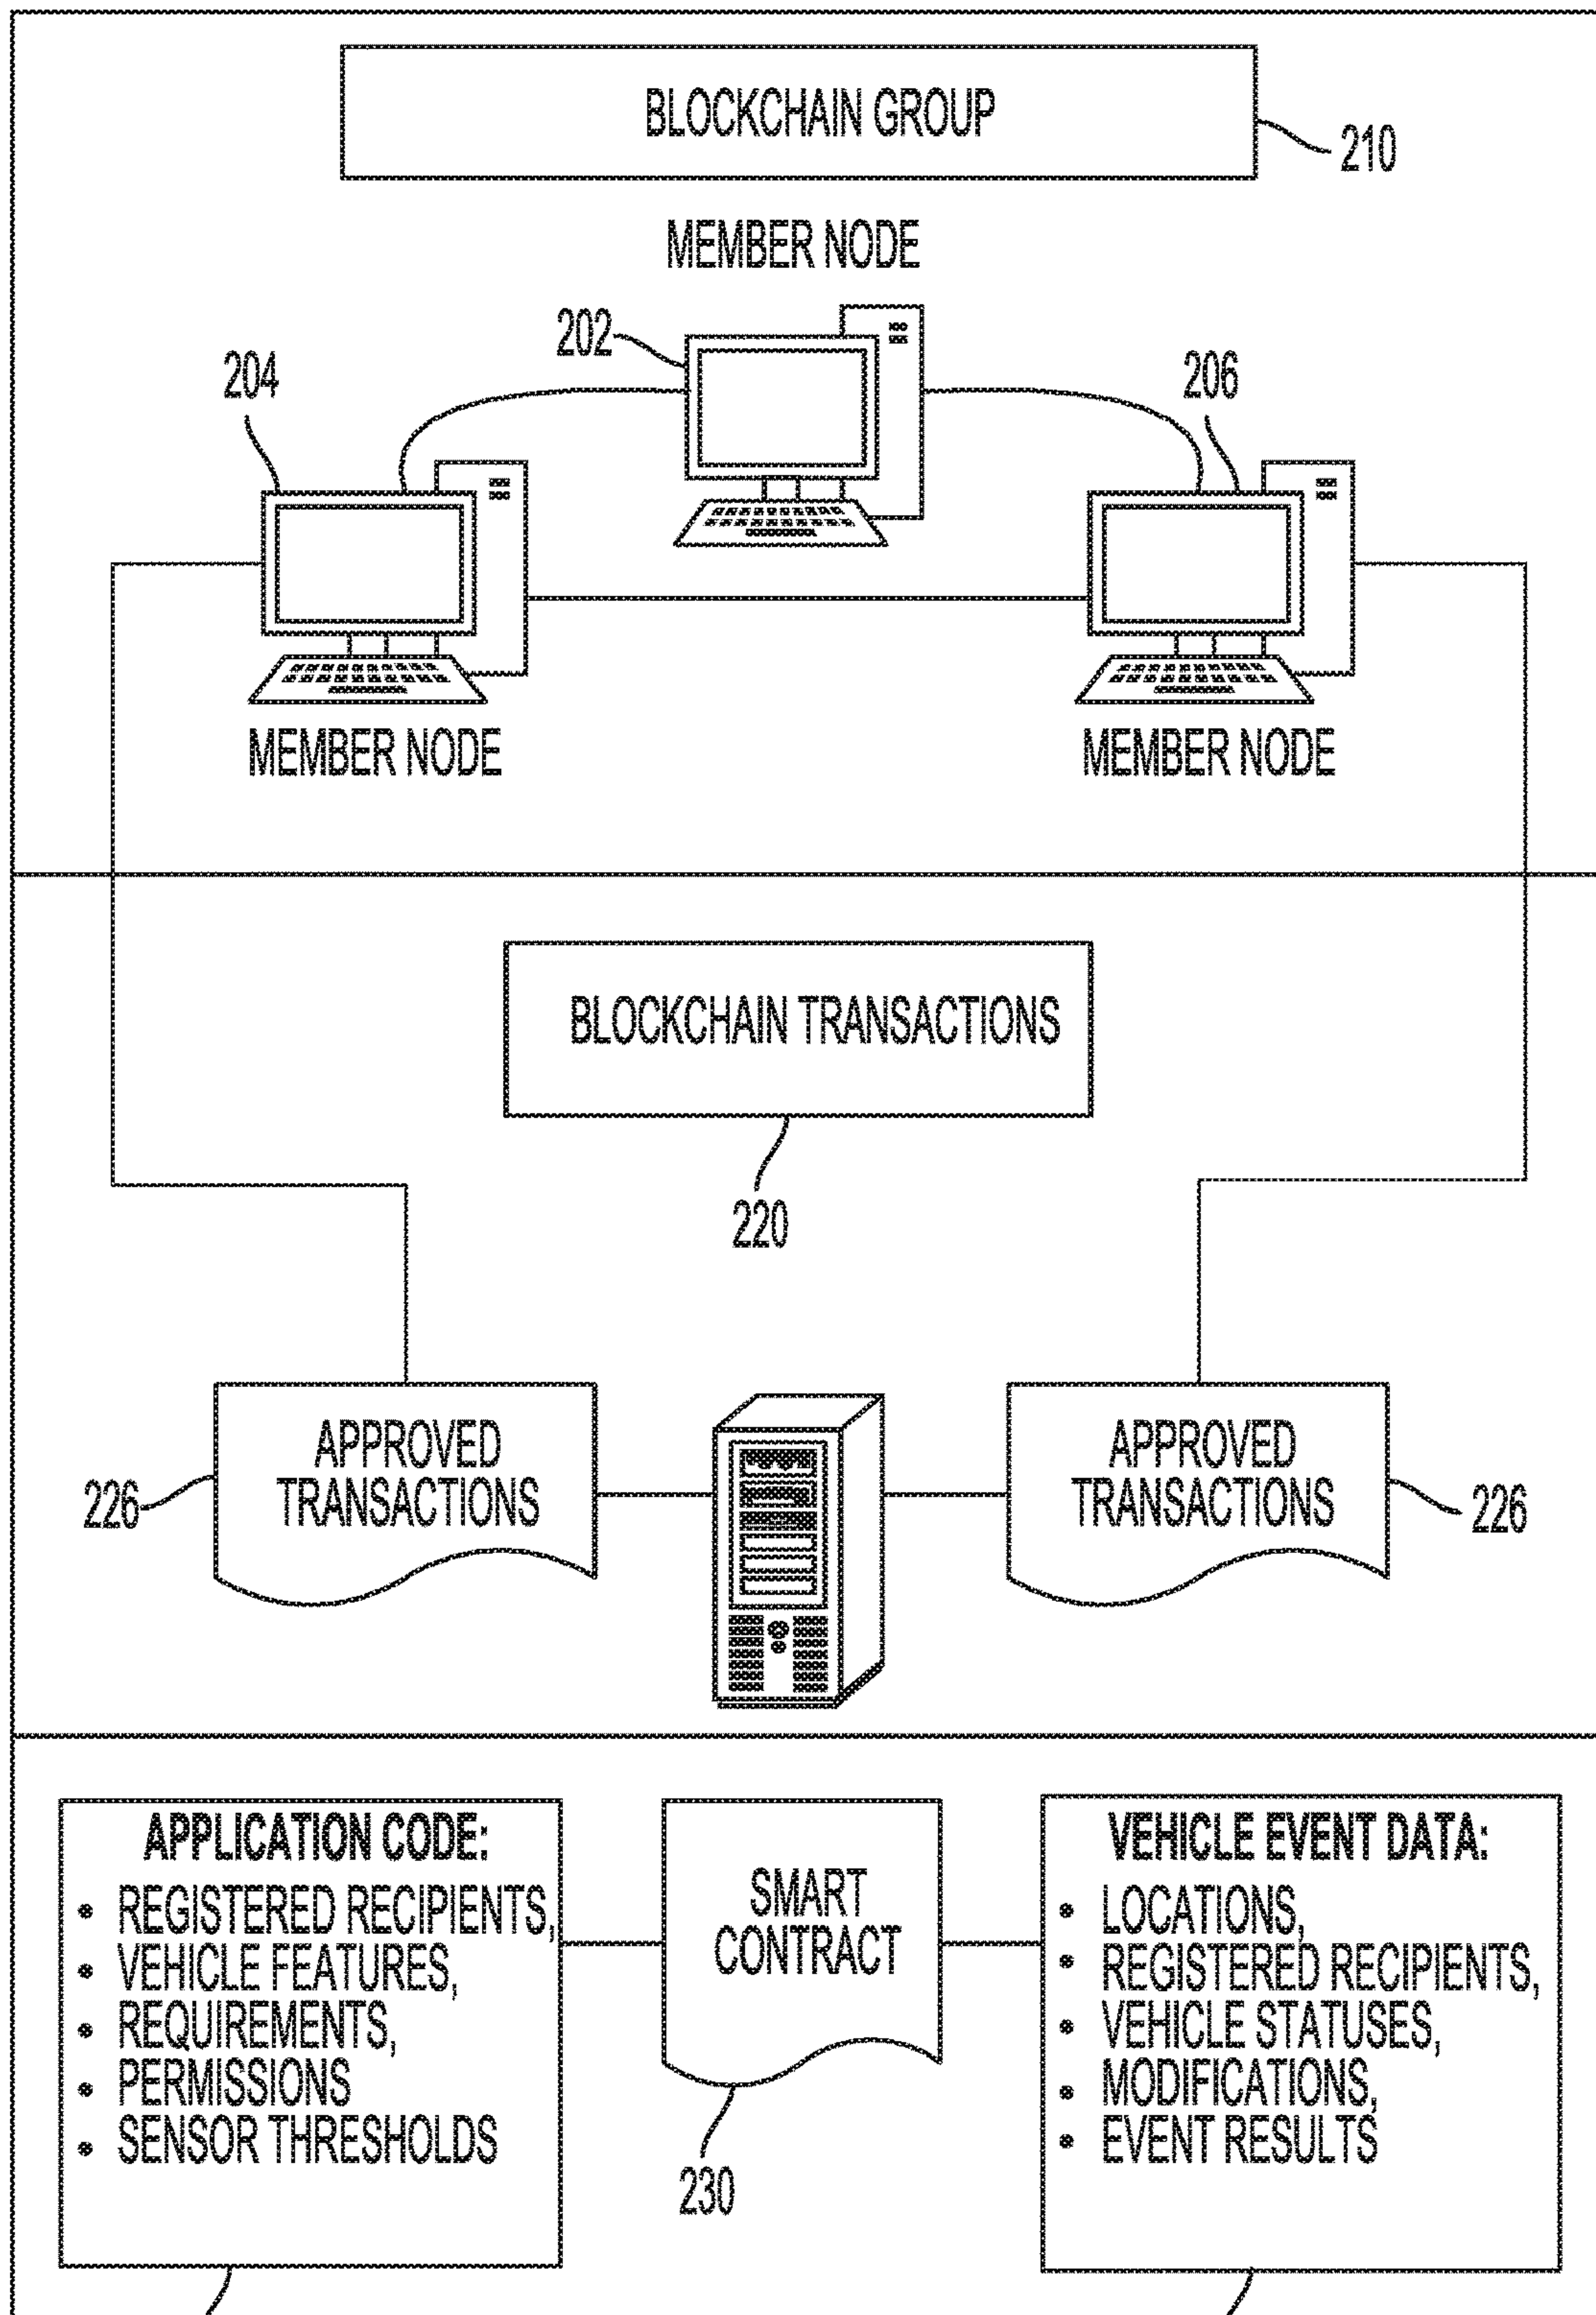 BLOCKCHAIN GROUP
210
MEMBER NODE
202
204
206
MEMBER NODE
MEMBER NODE
BLOCKCHAIN TRANSACTIONS
220
APPROVED
TRANSACTIONS
226
APPROVED
TRANSACTIONS
226
APPLICATION CODE:
• REGISTERED RECIPIENTS,
• VEHICLE FEATURES,
• REQUIREMENTS,
• PERMISSIONS
• SENSOR THRESHOLDS
SMART
CONTRACT
230
VEHICLE EVENT DATA:
• LOCATIONS,
• REGISTERED RECIPIENTS,
• VEHICLE STATUSES,
• MODIFICATIONS,
• EVENT RESULTS